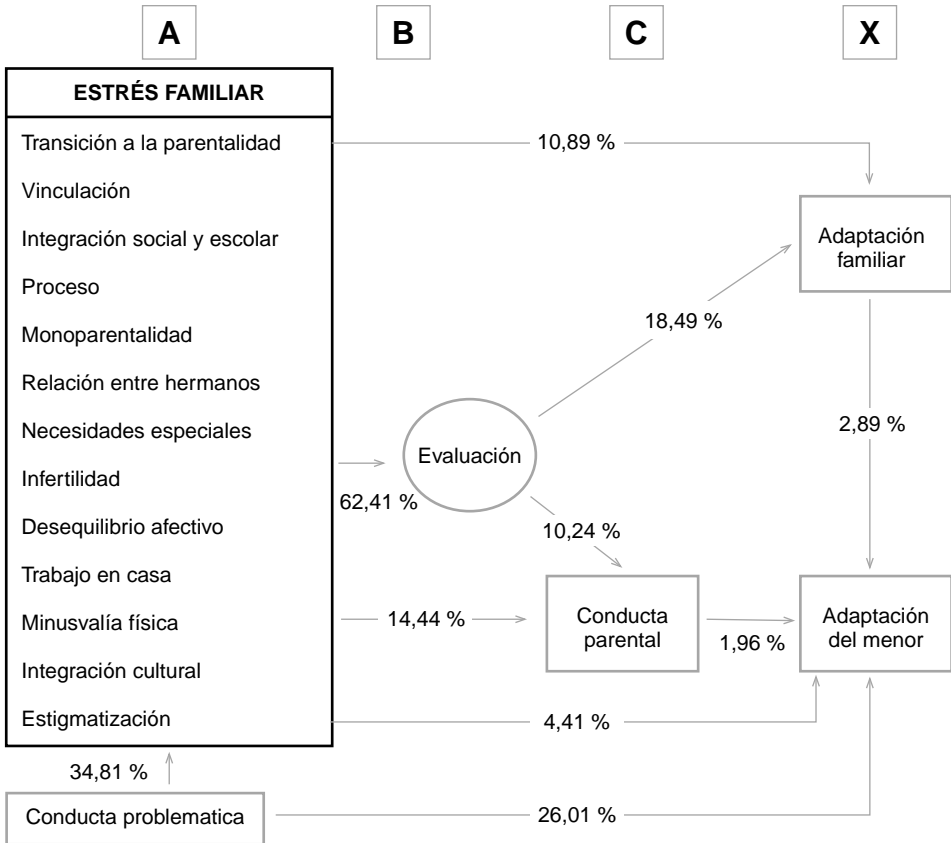 A
B
C
X
ESTRÉS FAMILIAR
Transición a la parentalidad
Vinculación
Integración social y escolar
Proceso
Monoparentalidad
Relación entre hermanos
Necesidades especiales
Infertilidad
Desequilibrio afectivo
Trabajo en casa
Minusvalía física
Integración cultural
Estigmatización
10,89 %
Adaptación
familiar
18,49 %
2,89 %
Evaluación
62,41 %
10,24 %
14,44 %
Conducta
parental
1,96 %
Adaptación
del menor
4,41 %
34,81 %
Conducta problematica
26,01 %